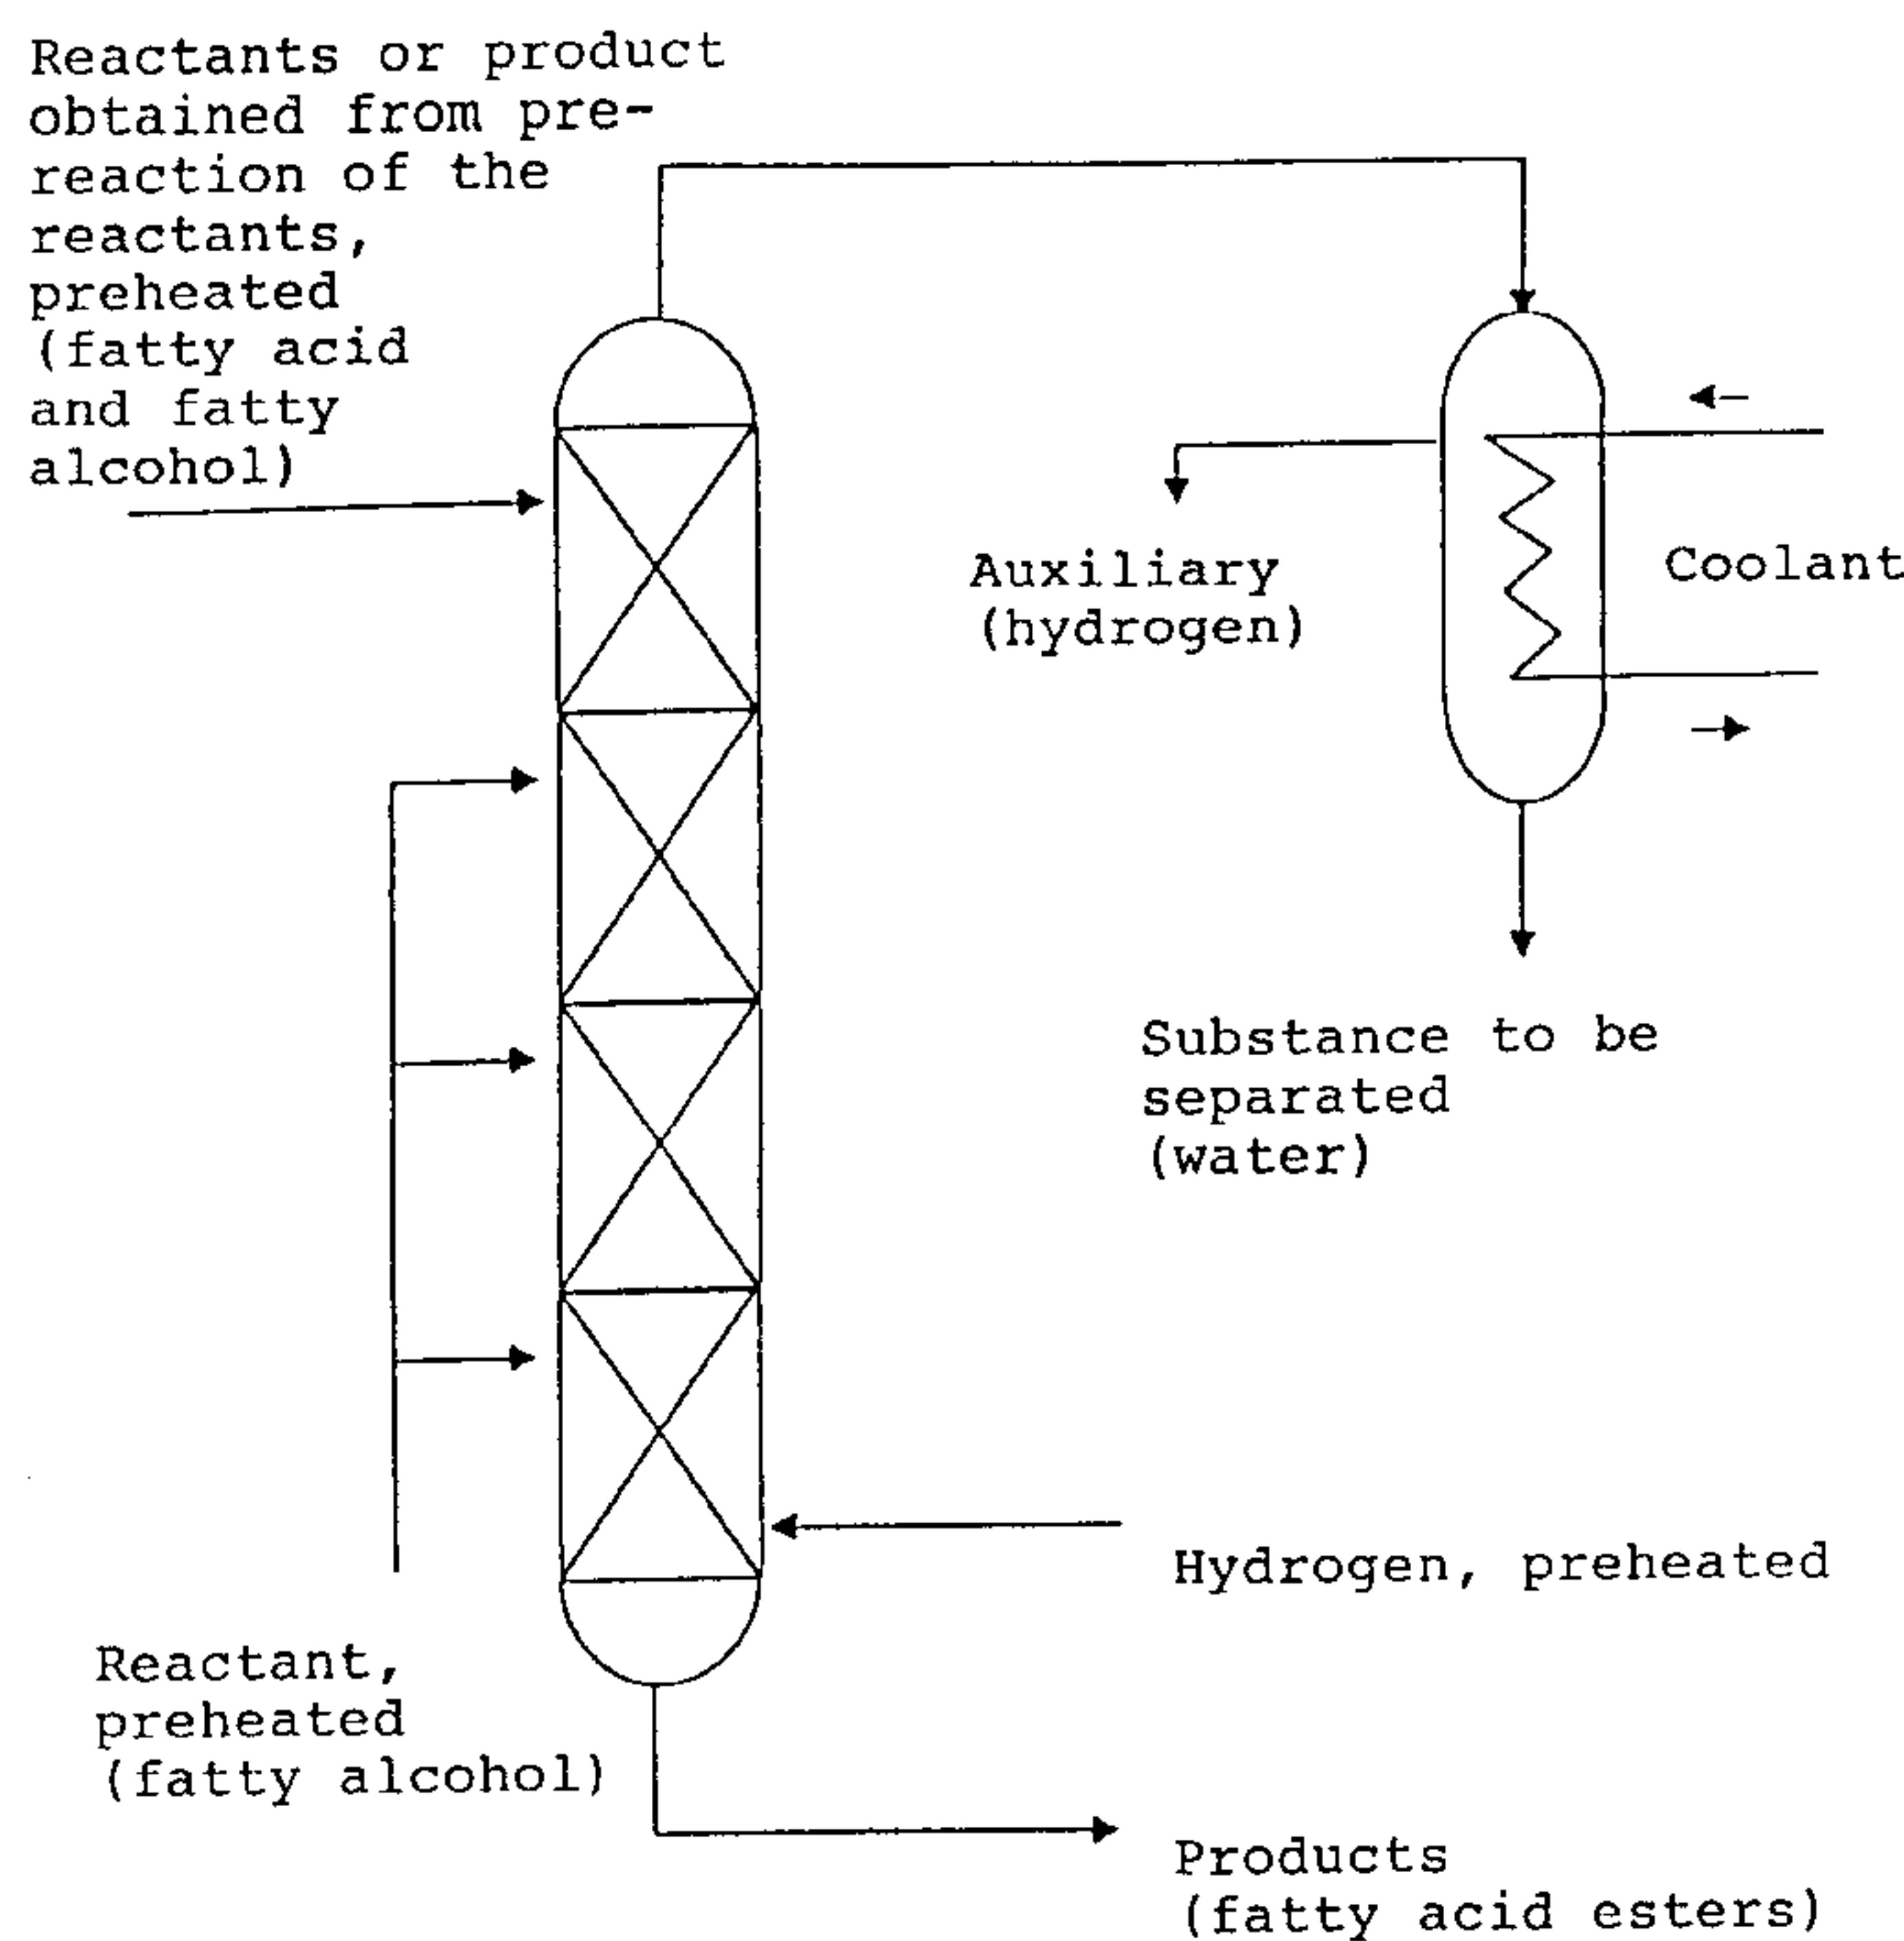 Reactants or product
obtained from pre-
reaction of the
reactants,
preheated
(fatty acid
and fatty
alcohol)
Auxiliary
(hydrogen)
Coolant
Substance to be
separated
(water)
Hydrogen, preheated
Reactant,
preheated
(fatty alcohol)
Products
(fatty acid esters)